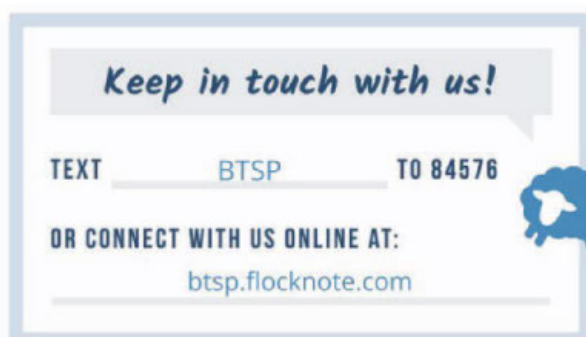 Keep in touch with us!
TEXT BTSP TO 84576
OR CONNECT WITH US ONLINE AT:
btsp.flocknote.com